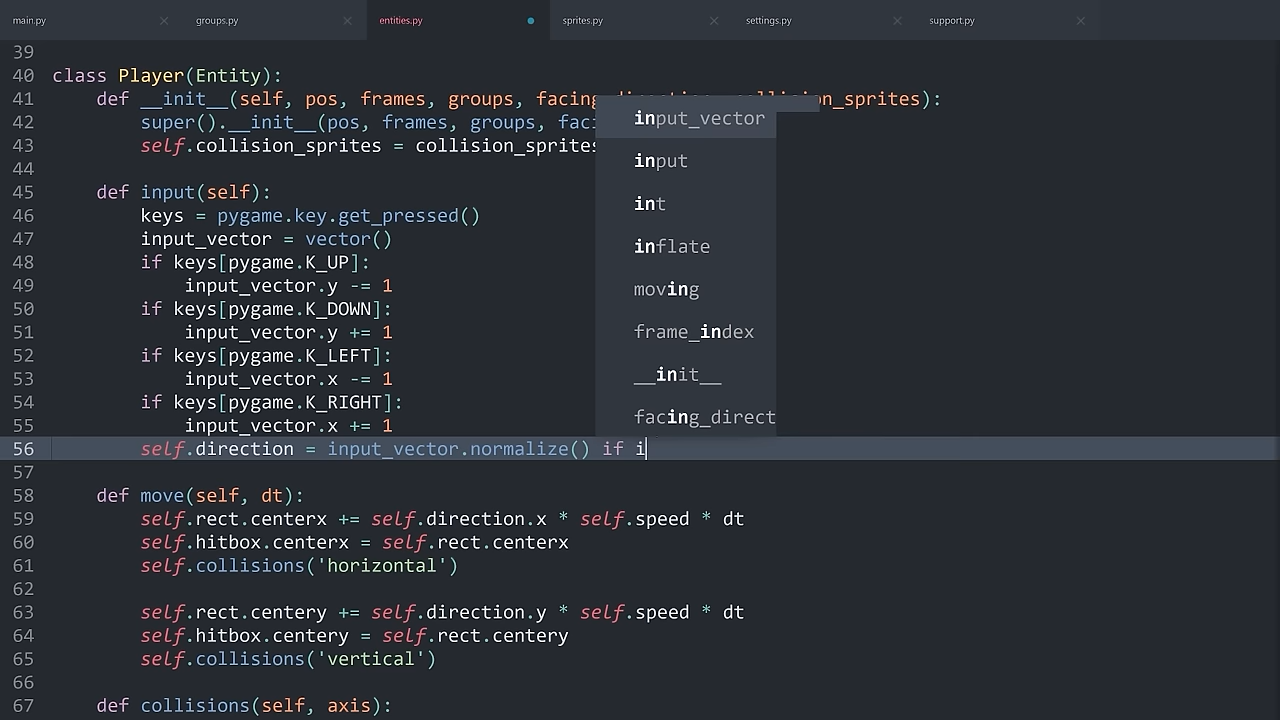 main.py groups.py entities.py sprites.py settings.py support.py
39
40 class Player(Entity):
41 def __init__(self, pos, frames, groups, facing_direction, collision_sprites):
42 super().__init__(pos, frames, groups, faci
43 self.collision_sprites = collision_sprites
44
45 def input(self):
46 keys = pygame.key.get_pressed()
47 input_vector = vector()
48 if keys[pygame.K_UP]:
49 input_vector.y -= 1
50 if keys[pygame.K_DOWN]:
51 input_vector.y += 1
52 if keys[pygame.K_LEFT]:
53 input_vector.x -= 1
54 if keys[pygame.K_RIGHT]:
55 input_vector.x += 1
56 self.direction = input_vector.normalize() if i
57
58 def move(self, dt):
59 self.rect.centerx += self.direction.x * self.speed * dt
60 self.hitbox.centerx = self.rect.centerx
61 self.collisions('horizontal')
62
63 self.rect.centery += self.direction.y * self.speed * dt
64 self.hitbox.centery = self.rect.centery
65 self.collisions('vertical')
66
67 def collisions(self, axis):
input_vector
input
int
inflate
moving
frame_index
__init__
facing_direct